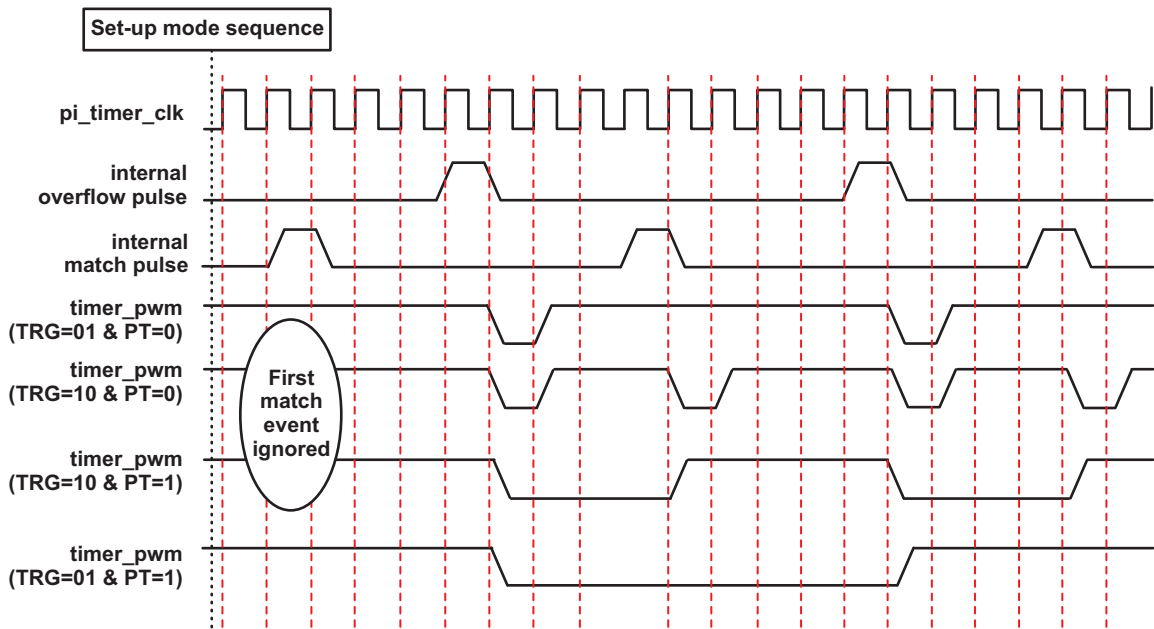 Set-up mode sequence
pi_timer_clk
internal
overflow pulse
internal
match pulse
timer_pwm
(TRG=01 & PT=0)
timer_pwm
(TRG=10 & PT=0)
First
match
event
ignored
timer_pwm
(TRG=10 & PT=1)
timer_pwm
(TRG=01 & PT=1)